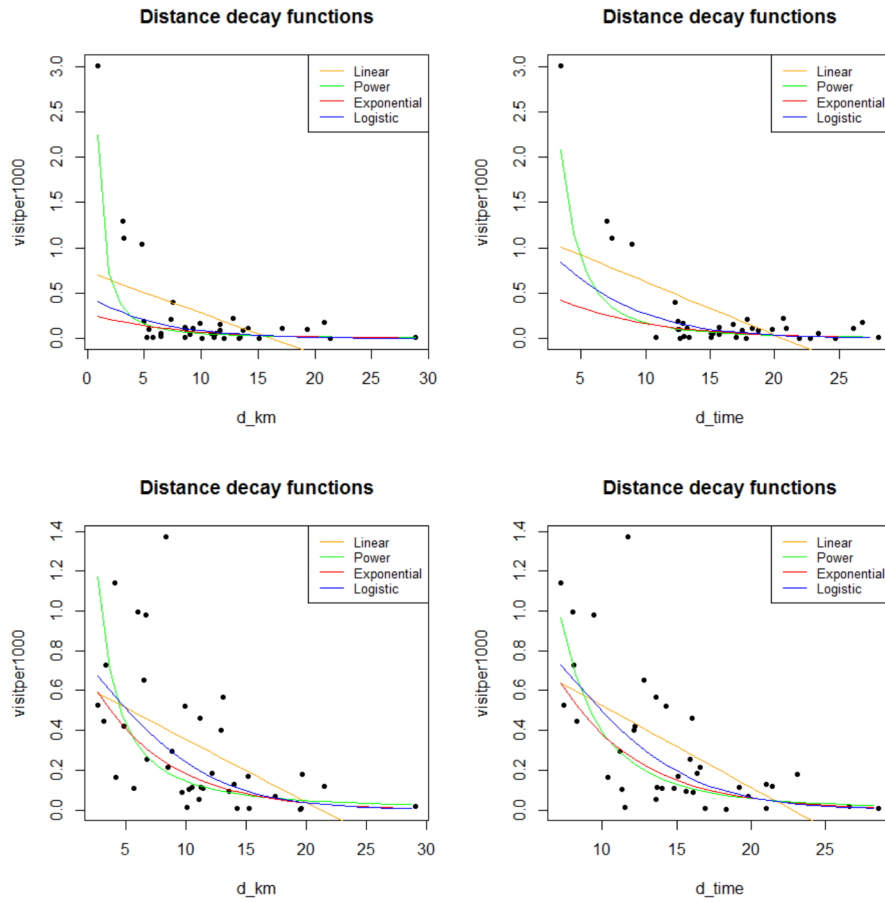 Distance decay functions
visitper1000
3.0
2.5
2.0
1.5
1.0
0.5
0.0
Linear
Power
Exponential
Logistic
0 5 10 15 20 25 30
d_km
Distance decay functions
visitper1000
3.0
2.5
2.0
1.5
1.0
0.5
0.0
Linear
Power
Exponential
Logistic
5 10 15 20 25
d_time
Distance decay functions
visitper1000
1.4
1.2
1.0
0.8
0.6
0.4
0.2
0.0
Linear
Power
Exponential
Logistic
5 10 15 20 25 30
d_km
Distance decay functions
visitper1000
1.4
1.2
1.0
0.8
0.6
0.4
0.2
0.0
Linear
Power
Exponential
Logistic
10 15 20 25
d_time